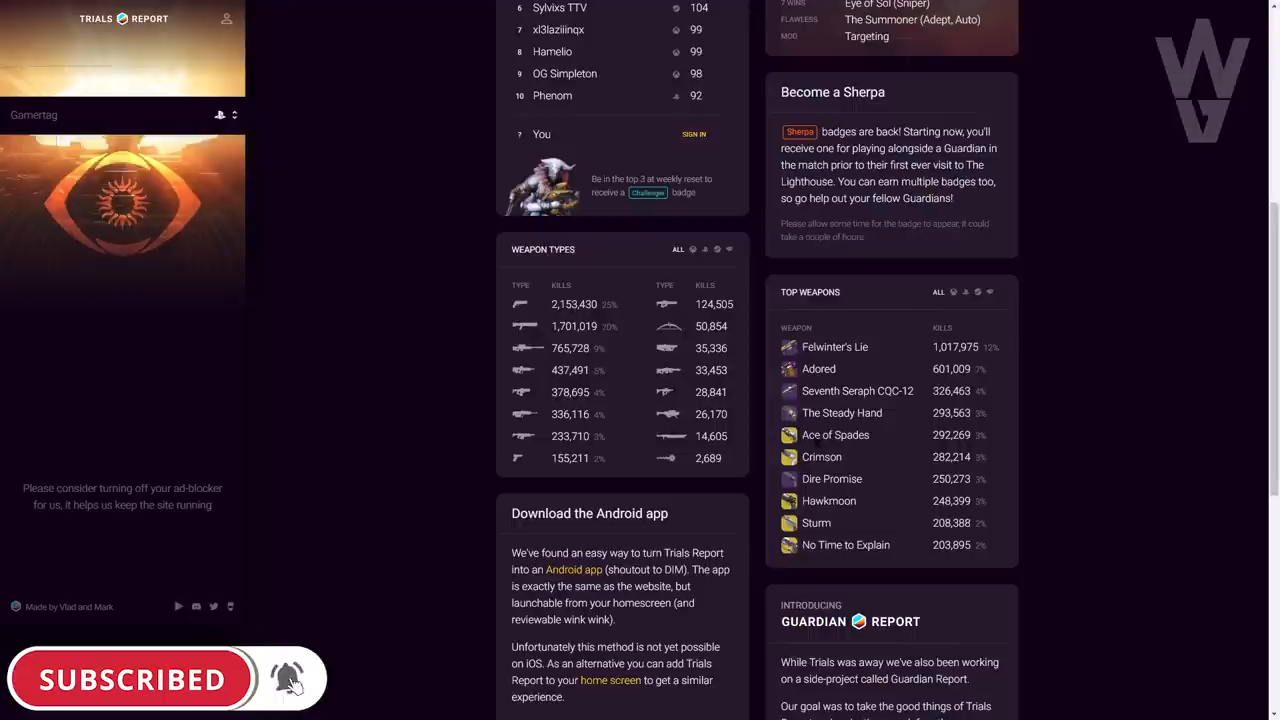 TRIALS REPORT
Gamertag
Please consider turning off your ad-blocker
for us, it helps us keep the site running
Made by Vlad and Mark
SUBSCRIBED
6 Sylvixs TTV 104
7 xl3laziiinqx 99
8 Hamelio 99
9 OG Simpleton 98
10 Phenom 92
? You SIGN IN
Be in the top 3 at weekly reset to
receive a Challenger badge
WEAPON TYPES ALL
TYPE KILLS TYPE KILLS
2,153,430 25% 124,505
1,701,019 20% 50,854
765,728 9% 35,336
437,491 5% 33,453
378,695 4% 28,841
336,116 4% 26,170
233,710 3% 14,605
155,211 2% 2,689
Download the Android app
We've found an easy way to turn Trials Report
into an Android app (shoutout to DIM). The app
is exactly the same as the website, but
launchable from your homescreen (and
reviewable wink wink).
Unfortunately this method is not yet possible
on iOS. As an alternative you can add Trials
Report to your home screen to get a similar
experience.
7 WINS Eye of Sol (Sniper)
FLAWLESS The Summoner (Adept, Auto)
MOD Targeting
Become a Sherpa
Sherpa badges are back! Starting now, you'll
receive one for playing alongside a Guardian in
the match prior to their first ever visit to The
Lighthouse. You can earn multiple badges too,
so go help out your fellow Guardians!
Please allow some time for the badge to appear, it could
take a couple of hours
TOP WEAPONS ALL
WEAPON KILLS
Felwinter's Lie 1,017,975 12%
Adored 601,009 7%
Seventh Seraph CQC-12 326,463 4%
The Steady Hand 293,563 3%
Ace of Spades 292,269 3%
Crimson 282,214 3%
Dire Promise 250,273 3%
Hawkmoon 248,399 3%
Sturm 208,388 2%
No Time to Explain 203,895 2%
INTRODUCING
GUARDIAN REPORT
While Trials was away we've also been working
on a side-project called Guardian Report.
Our goal was to take the good things of Trials
WG